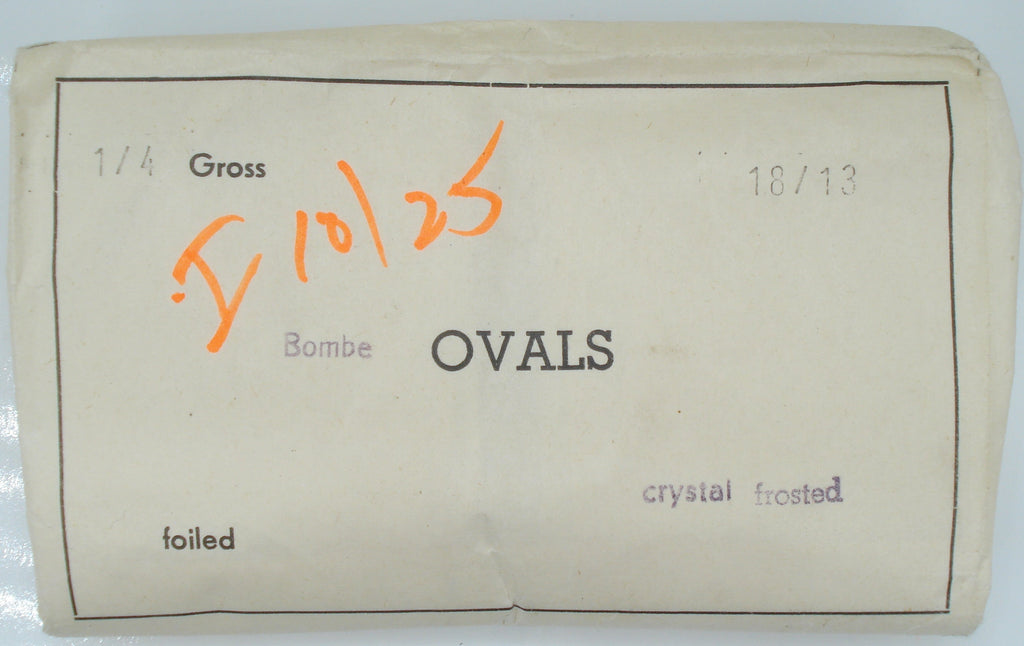 1/4 Gross 18/13
I 10/25
Bombe OVALS
crystal frosted
foiled